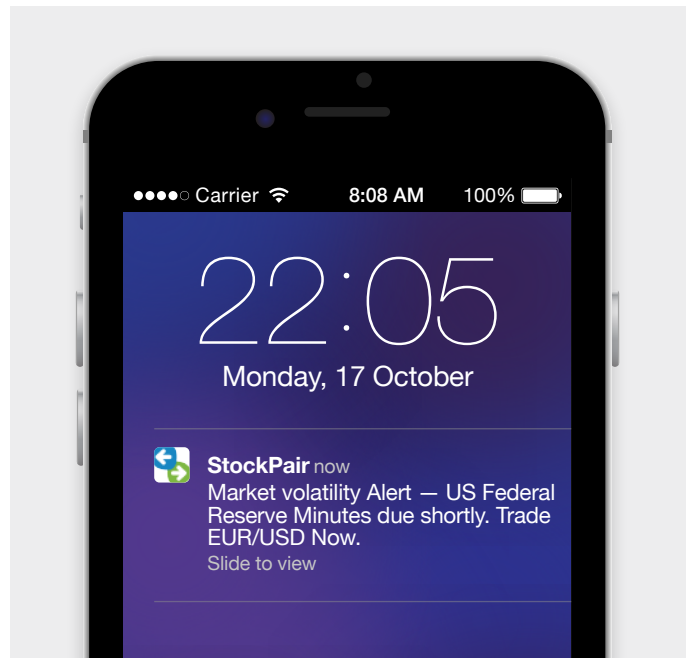 Carrier 8:08 AM 100%
22:05
Monday, 17 October
StockPair now
Market volatility Alert — US Federal
Reserve Minutes due shortly. Trade
EUR/USD Now.
Slide to view